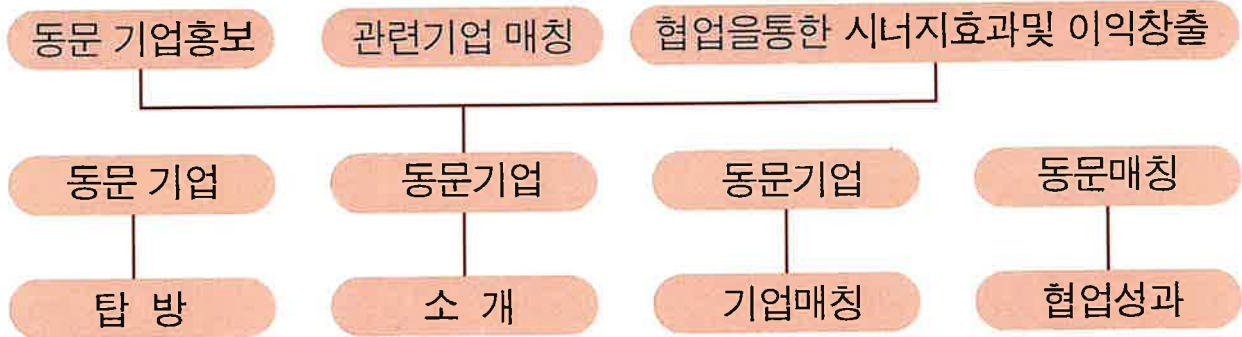 동문 기업홍보
관련기업 매칭
협업을통한 시너지효과및 이익창출
동문 기업
동문기업
동문기업
동문매칭
탑 방
소 개
기업매칭
협업성과